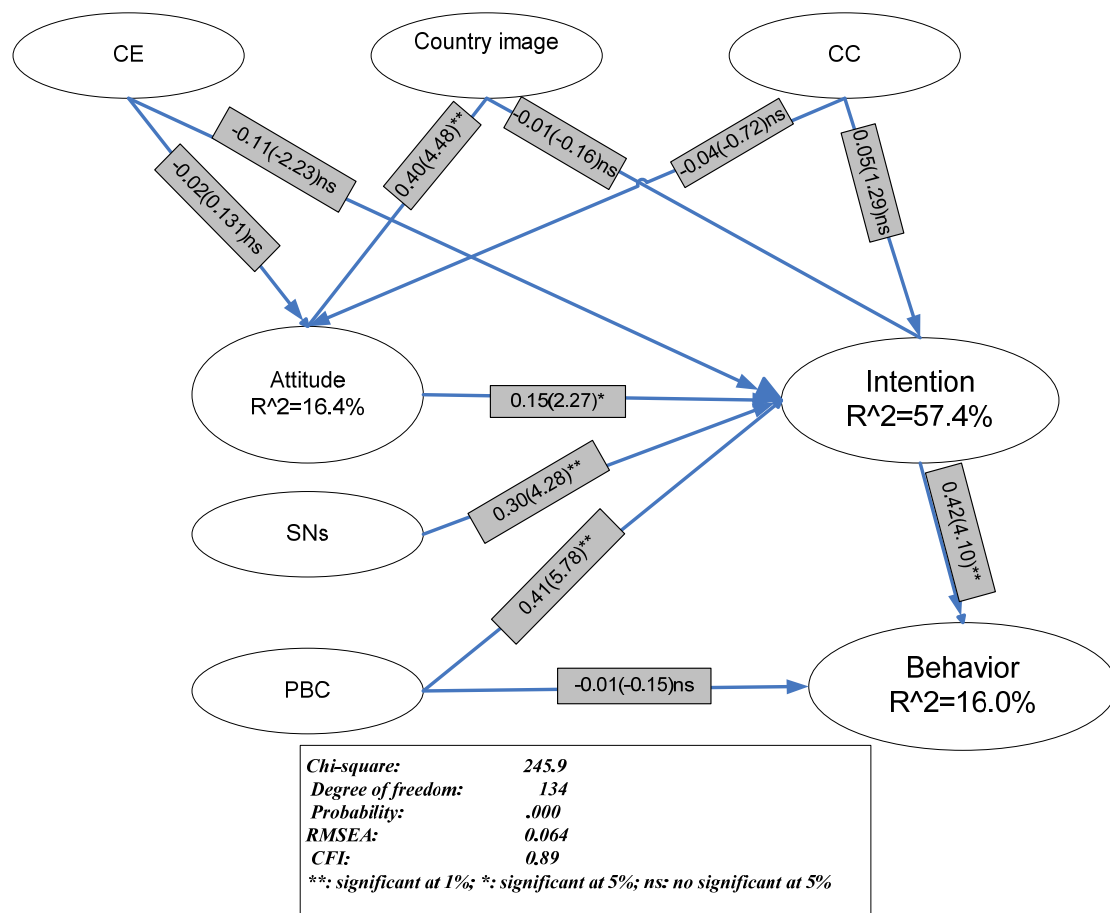 CE
Country image
CC
-0.11(-2.23)ns
-0.02(0.131)ns
0.40(4.48)**
-0.01(-0.16)ns
-0.04(-0.72)ns
0.05(1.29)ns
Attitude
R^2=16.4%
0.15(2.27)*
Intention
R^2=57.4%
SNs
0.30(4.28)**
0.41(5.78)**
0.42(4.10)**
PBC
-0.01(-0.15)ns
Behavior
R^2=16.0%
Chi-square: 245.9
Degree of freedom: 134
Probability: .000
RMSEA: 0.064
CFI: 0.89
**: significant at 1%; *: significant at 5%; ns: no significant at 5%